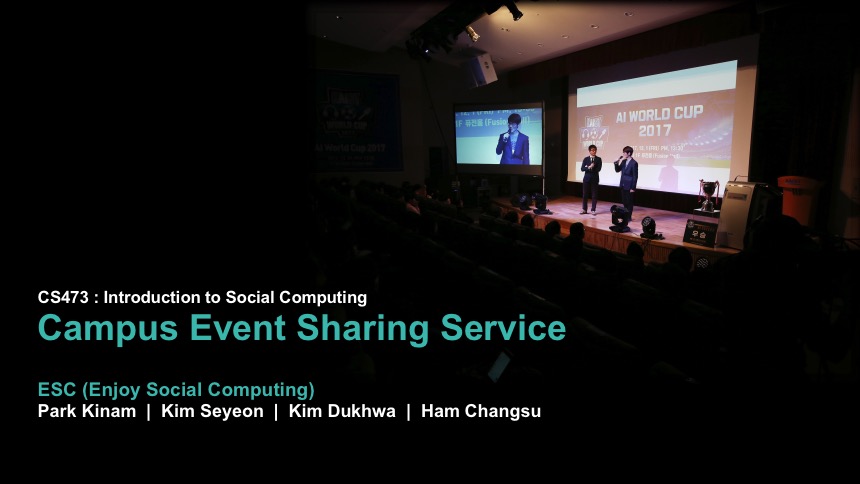 AI WORLD CUP
2017
AI World Cup 2017
CS473 : Introduction to Social Computing
Campus Event Sharing Service
ESC (Enjoy Social Computing)
Park Kinam | Kim Seyeon | Kim Dukhwa | Ham Changsu